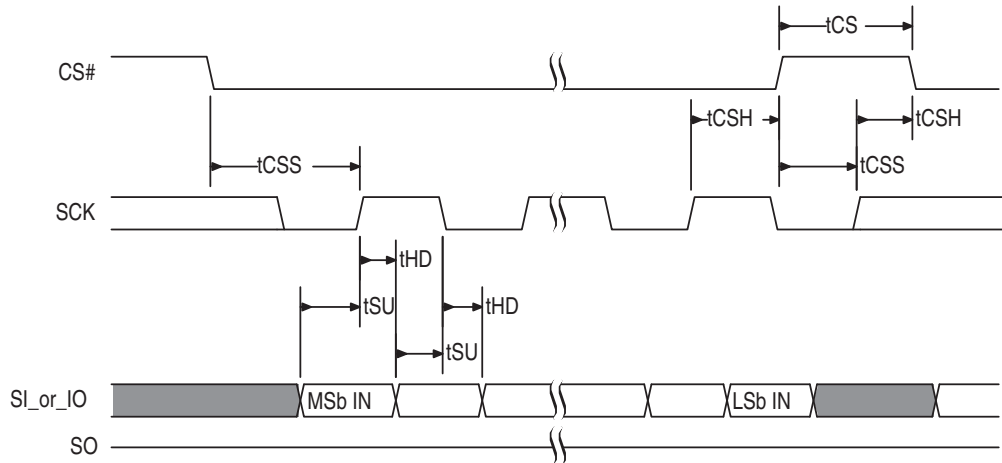 tCS
CS#
tCSH
tCSH
tCSS
tCSS
SCK
tHD
tSU
tHD
tSU
SI_or_IO
MSb IN
LSb IN
SO